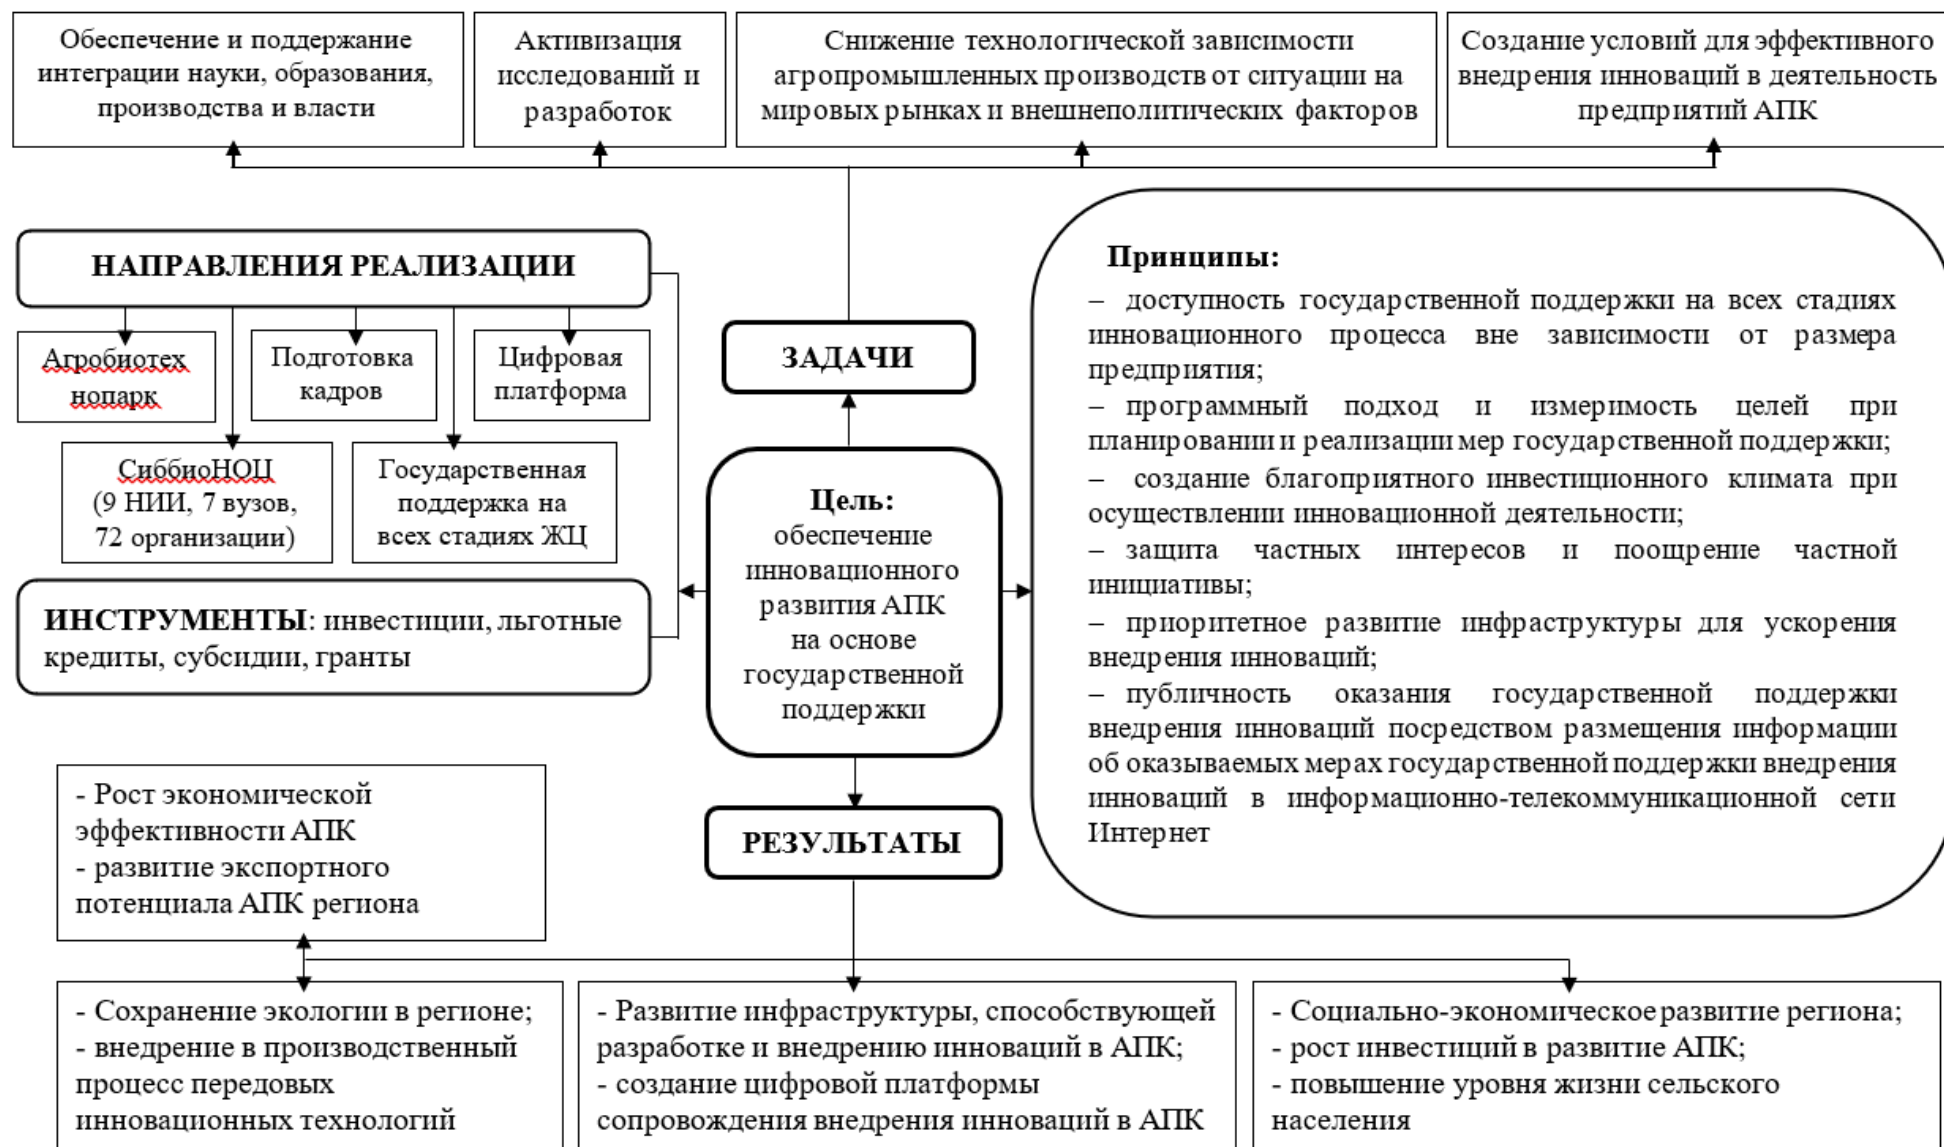 Обеспечение и поддержание
интеграции науки, образования,
производства и власти
Активизация
исследований и
разработок
Снижение технологической зависимости
агропромышленных производств от ситуации на
мировых рынках и внешнеполитических факторов
Создание условий для эффективного
внедрения инноваций в деятельность
предприятий АПК
НАПРАВЛЕНИЯ РЕАЛИЗАЦИИ
Агробиотех
нопарк
Подготовка
кадров
Цифровая
платформа
СиббиоНОЦ
(9 НИИ, 7 вузов,
72 организации)
Государственная
поддержка на
всех стадиях ЖЦ
ИНСТРУМЕНТЫ: инвестиции, льготные
кредиты, субсидии, гранты
ЗАДАЧИ
Цель:
обеспечение
инновационного
развития АПК
на основе
государственной
поддержки
РЕЗУЛЬТАТЫ
Принципы:
– доступность государственной поддержки на всех стадиях
инновационного процесса вне зависимости от размера
предприятия;
– программный подход и измеримость целей при
планировании и реализации мер государственной поддержки;
– создание благоприятного инвестиционного климата при
осуществлении инновационной деятельности;
– защита частных интересов и поощрение частной
инициативы;
– приоритетное развитие инфраструктуры для ускорения
внедрения инноваций;
– публичность оказания государственной поддержки
внедрения инноваций посредством размещения информации
об оказываемых мерах государственной поддержки внедрения
инноваций в информационно-телекоммуникационной сети
Интернет
- Рост экономической
эффективности АПК
- развитие экспортного
потенциала АПК региона
- Сохранение экологии в регионе;
- внедрение в производственный
процесс передовых
инновационных технологий
- Развитие инфраструктуры, способствующей
разработке и внедрению инноваций в АПК;
- создание цифровой платформы
сопровождения внедрения инноваций в АПК
- Социально-экономическое развитие региона;
- рост инвестиций в развитие АПК;
- повышение уровня жизни сельского
населения